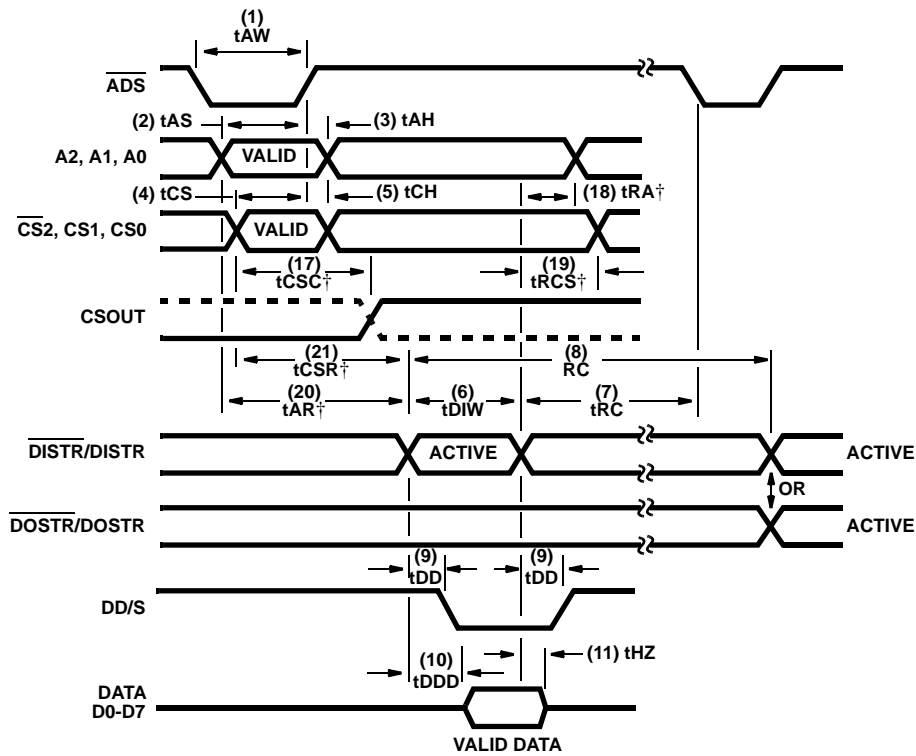 (1)
tAW
ADS
(2) tAS
(3) tAH
A2, A1, A0
VALID
(4) tCS
(5) tCH
(18) tRA†
CS2, CS1, CS0
VALID
(17)
tCSC†
(19)
tRCS†
CSOUT
(21)
tCSR†
(8)
RC
(20)
tAR†
(6)
tDIW
(7)
tRC
DISTR/DISTR
ACTIVE
ACTIVE
OR
DOSTR/DOSTR
ACTIVE
(9)
tDD
(9)
tDD
DD/S
(10)
tDDD
(11) tHZ
DATA
D0-D7
VALID DATA